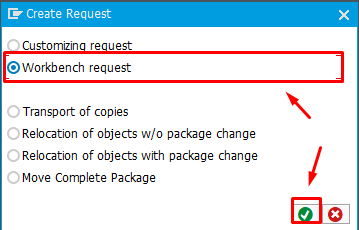 Create Request
Customizing request
Workbench request
Transport of copies
Relocation of objects w/o package change
Relocation of objects with package change
Move Complete Package